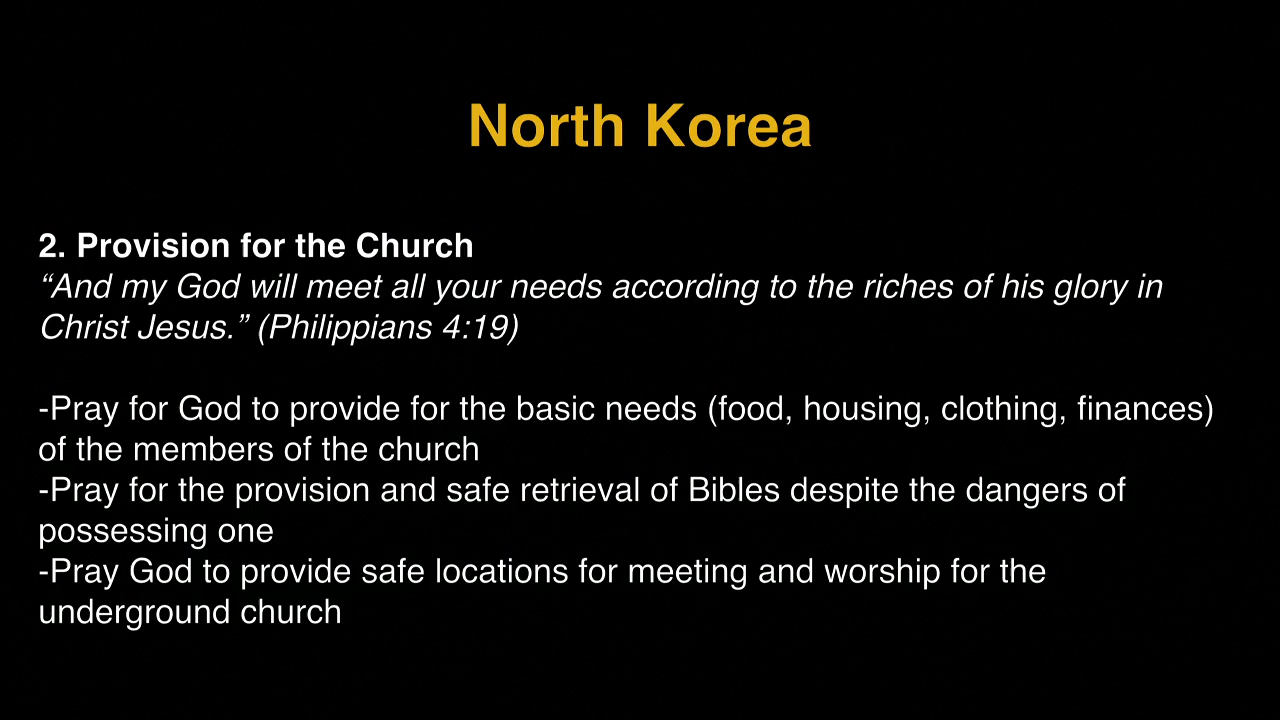 North Korea
2. Provision for the Church
“And my God will meet all your needs according to the riches of his glory in
Christ Jesus.” (Philippians 4:19)
-Pray for God to provide for the basic needs (food, housing, clothing, finances)
of the members of the church
-Pray for the provision and safe retrieval of Bibles despite the dangers of
possessing one
-Pray God to provide safe locations for meeting and worship for the
underground church